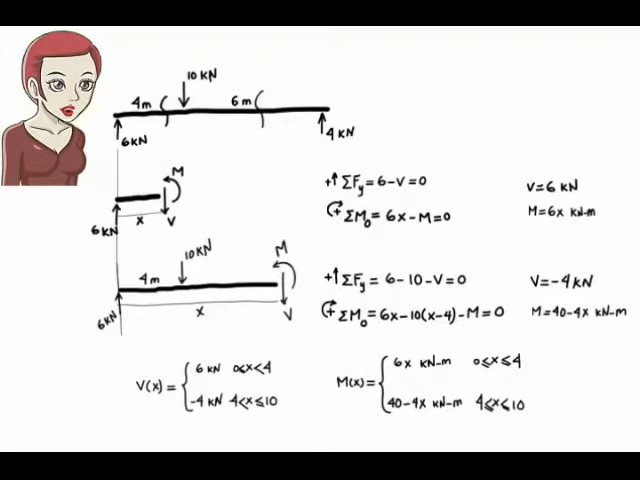 10 KN
4m 6m
6KN 4 KN
M
+↑ ΣFy = 6 - V = 0 V = 6 KN
x V
6KN
ΣMo = 6x - M = 0 M = 6x KN-m
10KN M
4m
+↑ ΣFy = 6 - 10 - V = 0 V = -4 KN
x V
6KN
ΣMo = 6x - 10(x-4) - M = 0 M = 40-4x KN-m
V(x) = { 6 KN 0≤x<4
-4 KN 4<x≤10
M(x) = { 6x KN-m 0≤x≤4
40-4x KN-m 4≤x≤10